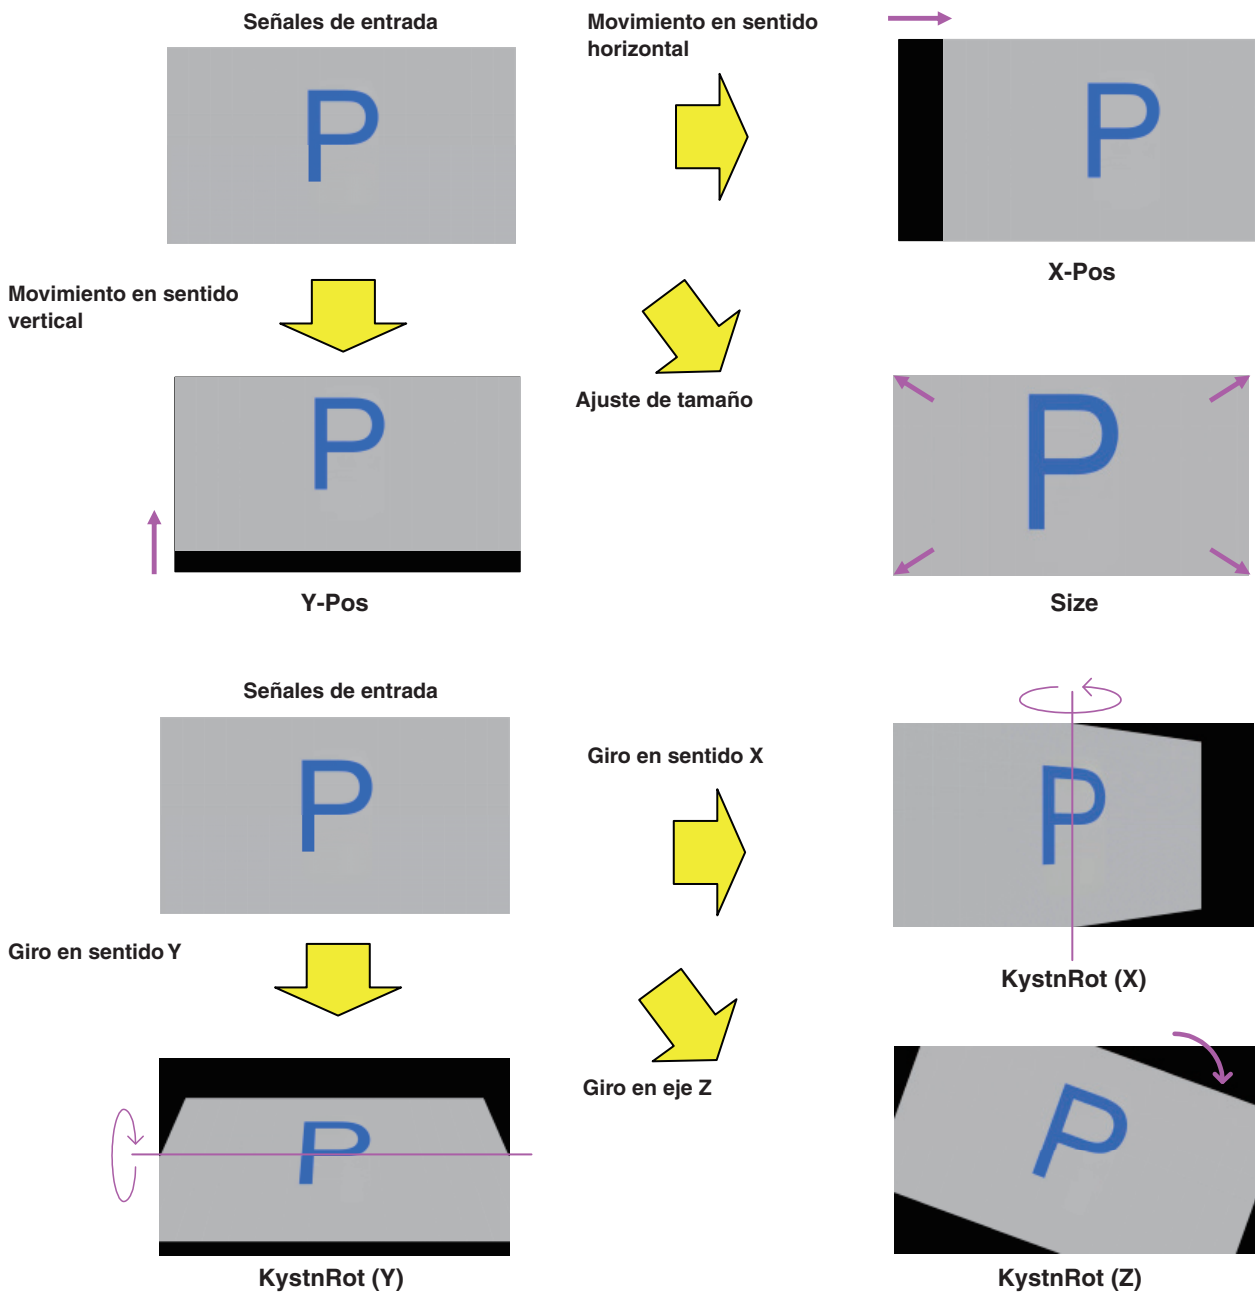 Señales de entrada
Movimiento en sentido
horizontal
P
P
X-Pos
Movimiento en sentido
vertical
Ajuste de tamaño
P
P
Y-Pos
Size
Señales de entrada
Giro en sentido X
P
P
Giro en sentido Y
KystnRot (X)
Giro en eje Z
P
P
KystnRot (Y)
KystnRot (Z)